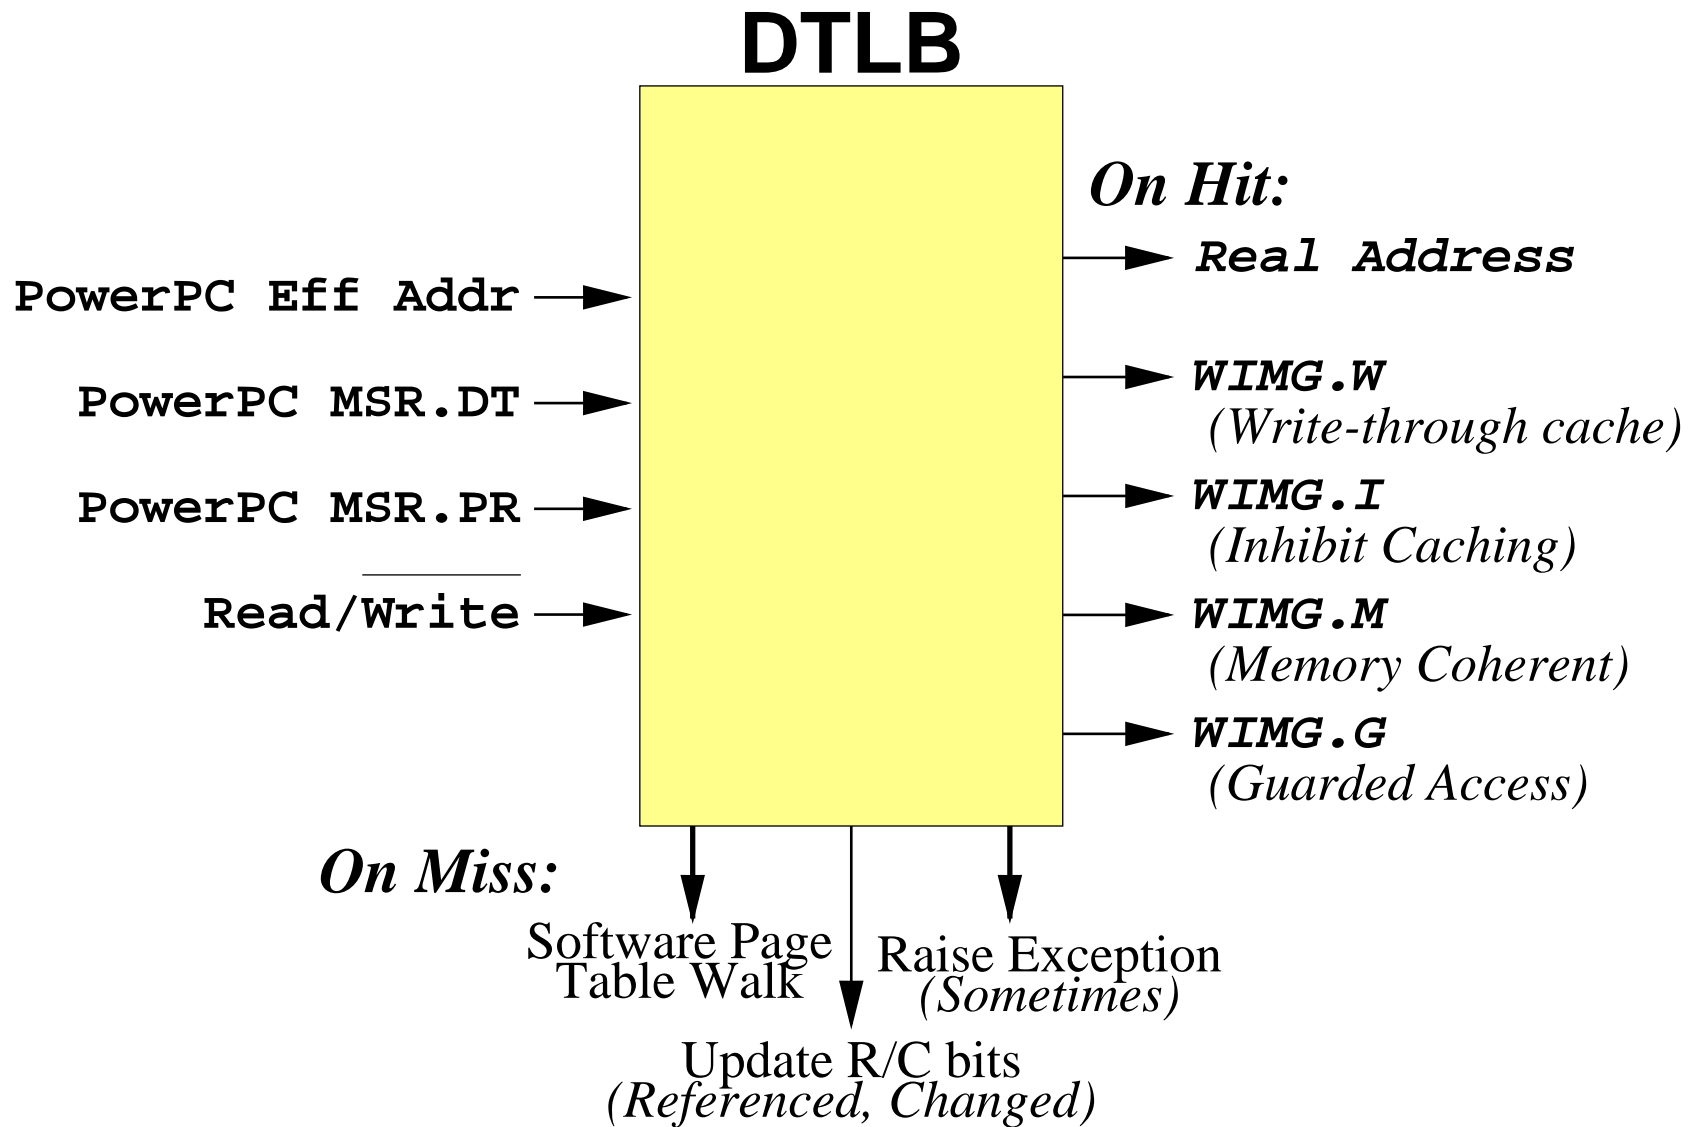 DTLB
On Hit:
Real Address
PowerPC Eff Addr
WIMG.W
PowerPC MSR.DT
(Write-through cache)
WIMG.I
PowerPC MSR.PR
(Inhibit Caching)
Read/Write
WIMG.M
(Memory Coherent)
WIMG.G
(Guarded Access)
On Miss:
Software Page
Table Walk
Raise Exception
(Sometimes)
Update R/C bits
(Referenced, Changed)